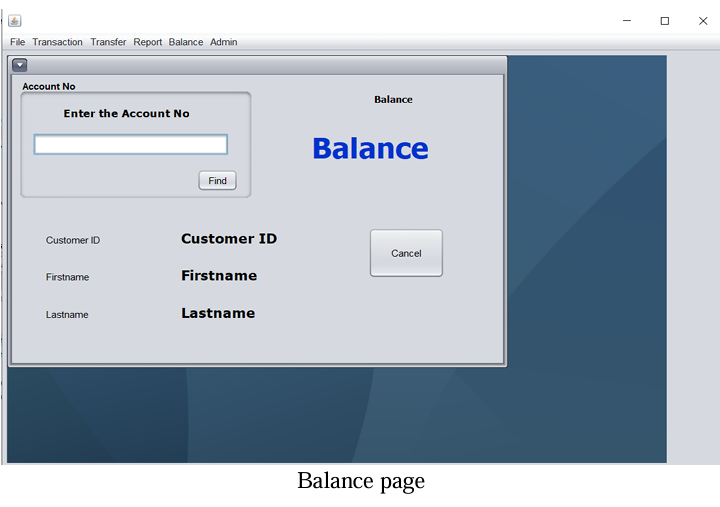 File Transaction Transfer Report Balance Admin
Account No
Enter the Account No
Find
Balance
Balance
Customer ID Customer ID
Firstname Firstname
Lastname Lastname
Cancel
Balance page